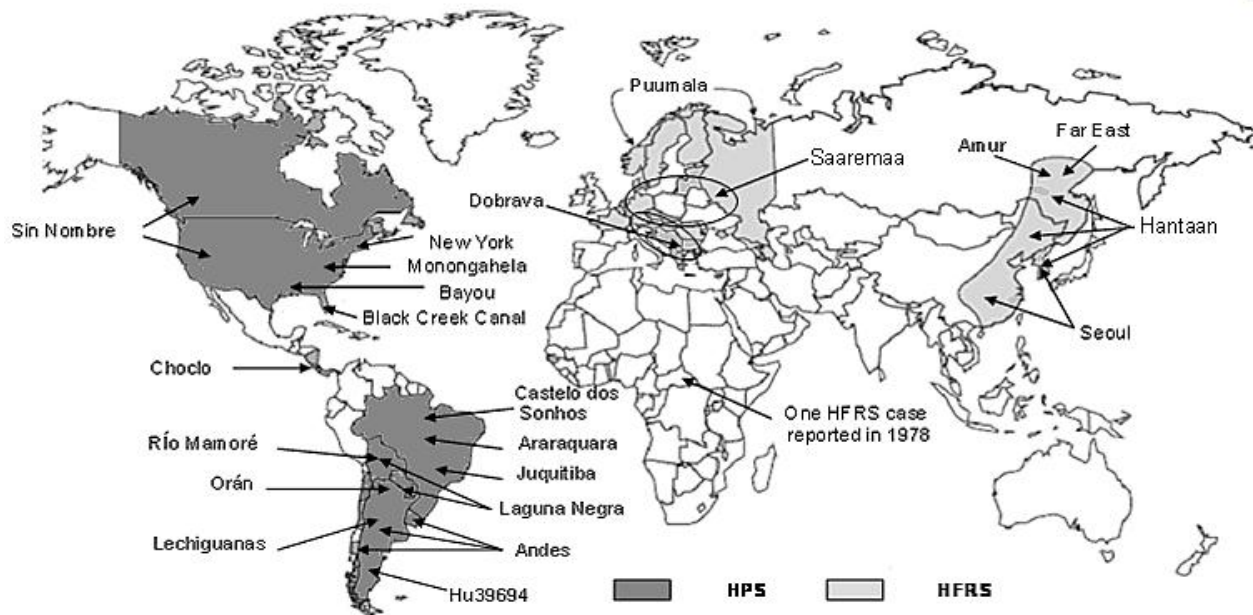 Puumala
Far East
Amur
Saaremaa
Dobrava
Hantaan
Sin Nombre
New York
Monongahela
Bayou
Black Creek Canal
Seoul
Choclo
Castelo dos
Sonhos
One HFRS case
reported in 1978
RÍo Mamoré
Araraquara
Juquitiba
Orán
Laguna Negra
Lechiguanas
Andes
Hu39694
HPS
HFRS